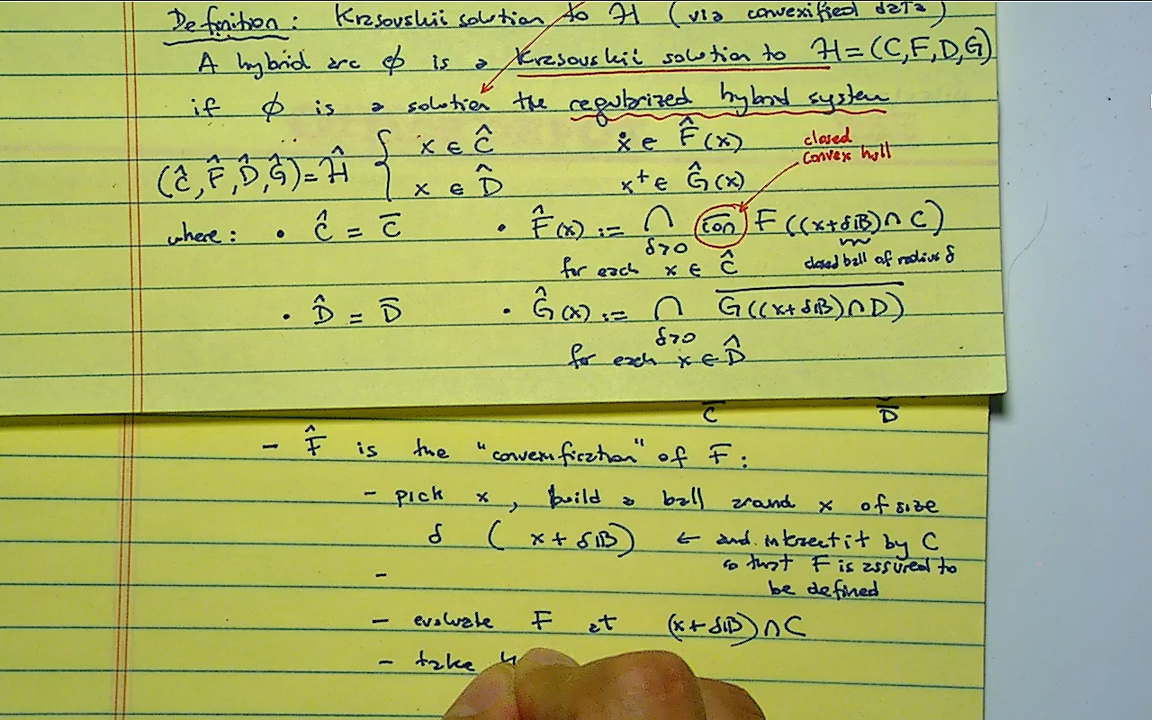 Definition: Krasovskii solution to H (via convexified data)
A hybrid arc ϕ is a Krasovskii solution to H = (C,F,D,G)
if ϕ is a solution the regularized hybrid system
(Ĉ, F̂, D̂, Ĝ) = Ĥ { x ∈ Ĉ ẋ ∈ F̂(x)
x ∈ D̂ x⁺ ∈ Ĝ(x)
closed
convex hull
where: • Ĉ = C̅ • F̂(x) := ⋂_{δ>0} c̅o̅n̅ F((x+δ𝔹)∩C)
for each x ∈ Ĉ closed ball of radius δ
• D̂ = D̅ • Ĝ(x) := ⋂_{δ>0} \overline{G((x+δ𝔹)∩D)}
for each x ∈ D̂
C̅ D̅
- F̂ is the "convexification" of F:
- pick x, build a ball around x of size
δ (x+δ𝔹) ← and intersect it by C
so that F is assured to
be defined
-
- evaluate F at (x+δ𝔹)∩C
- take